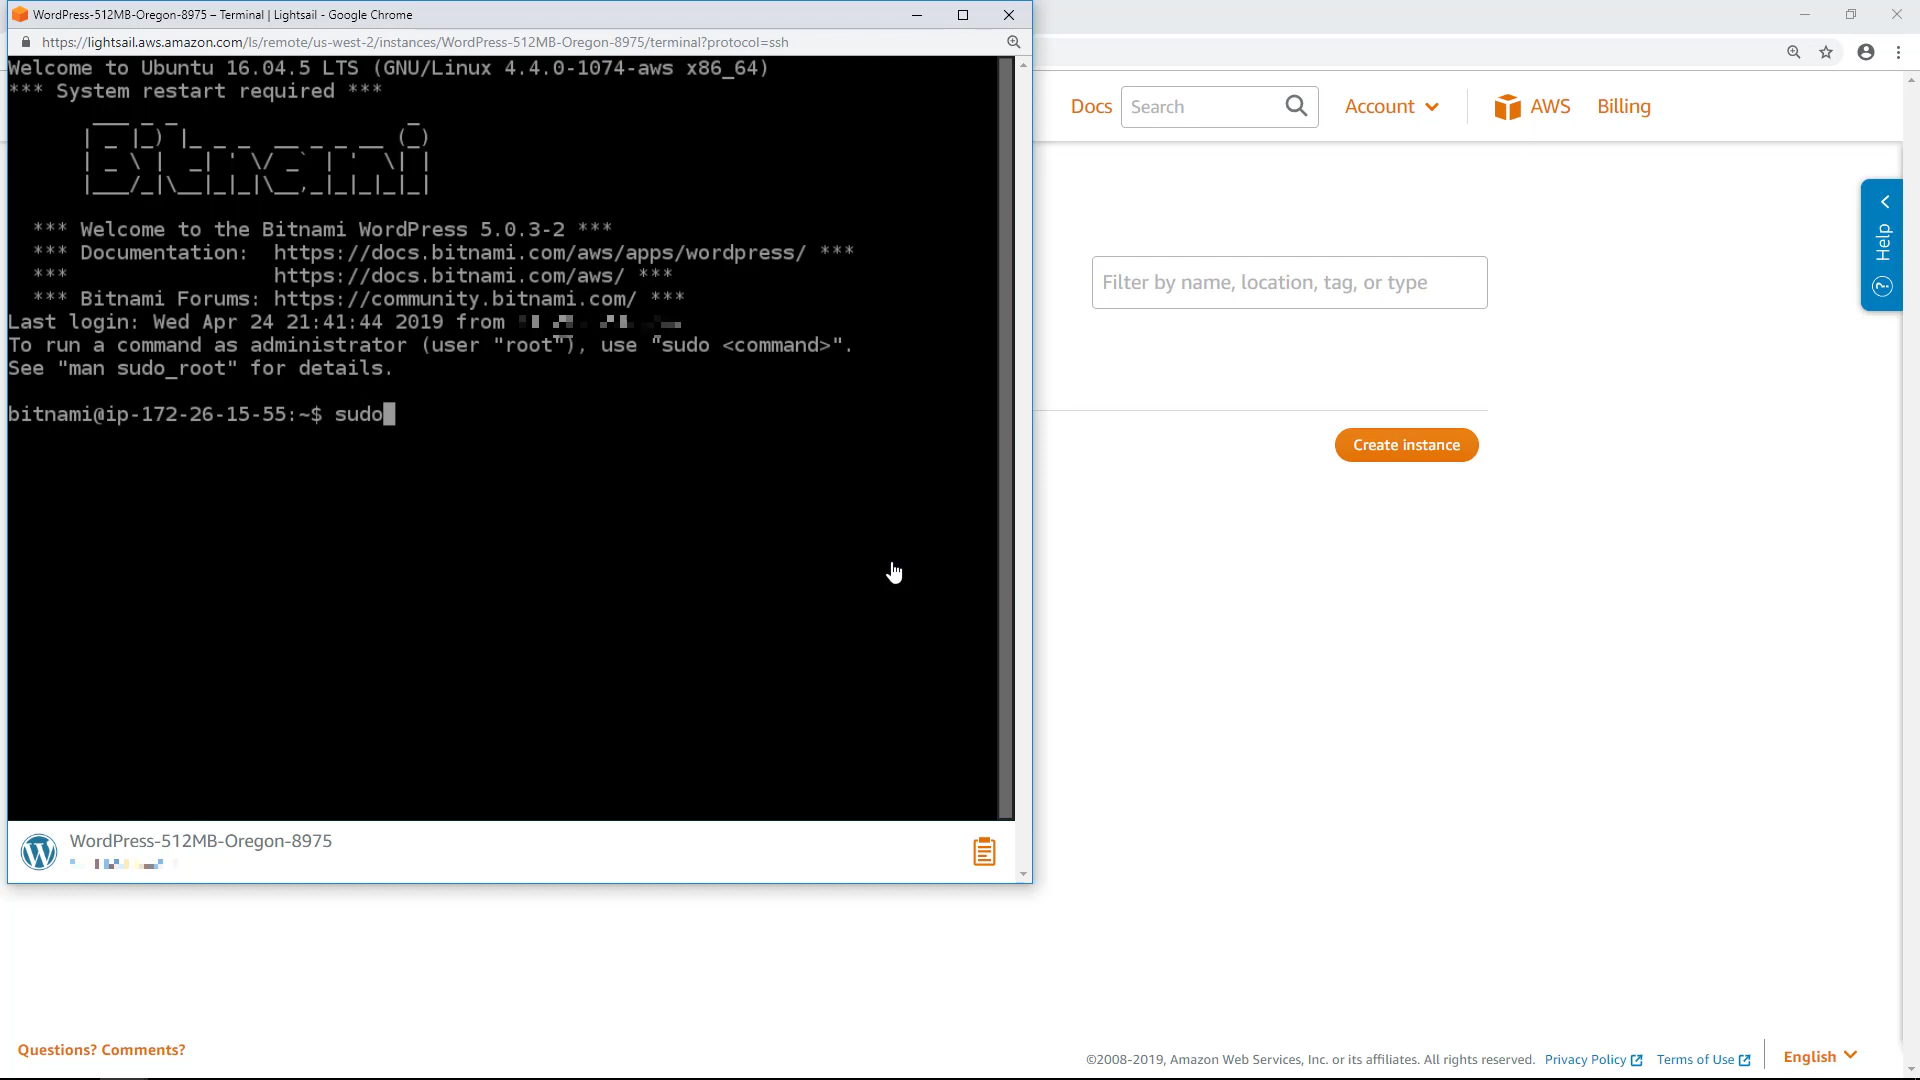 WordPress-512MB-Oregon-8975 – Terminal | Lightsail - Google Chrome
https://lightsail.aws.amazon.com/ls/remote/us-west-2/instances/WordPress-512MB-Oregon-8975/terminal?protocol=ssh
Welcome to Ubuntu 16.04.5 LTS (GNU/Linux 4.4.0-1074-aws x86_64)
*** System restart required ***
Bitnami
*** Welcome to the Bitnami WordPress 5.0.3-2 ***
*** Documentation: https://docs.bitnami.com/aws/apps/wordpress/ ***
*** https://docs.bitnami.com/aws/ ***
*** Bitnami Forums: https://community.bitnami.com/ ***
Last login: Wed Apr 24 21:41:44 2019 from
To run a command as administrator (user "root"), use "sudo <command>".
See "man sudo_root" for details.
bitnami@ip-172-26-15-55:~$ sudo
WordPress-512MB-Oregon-8975
Docs
Search
Account
AWS
Billing
Help
?
Filter by name, location, tag, or type
Create instance
Questions? Comments?
©2008-2019, Amazon Web Services, Inc. or its affiliates. All rights reserved.
Privacy Policy
Terms of Use
English